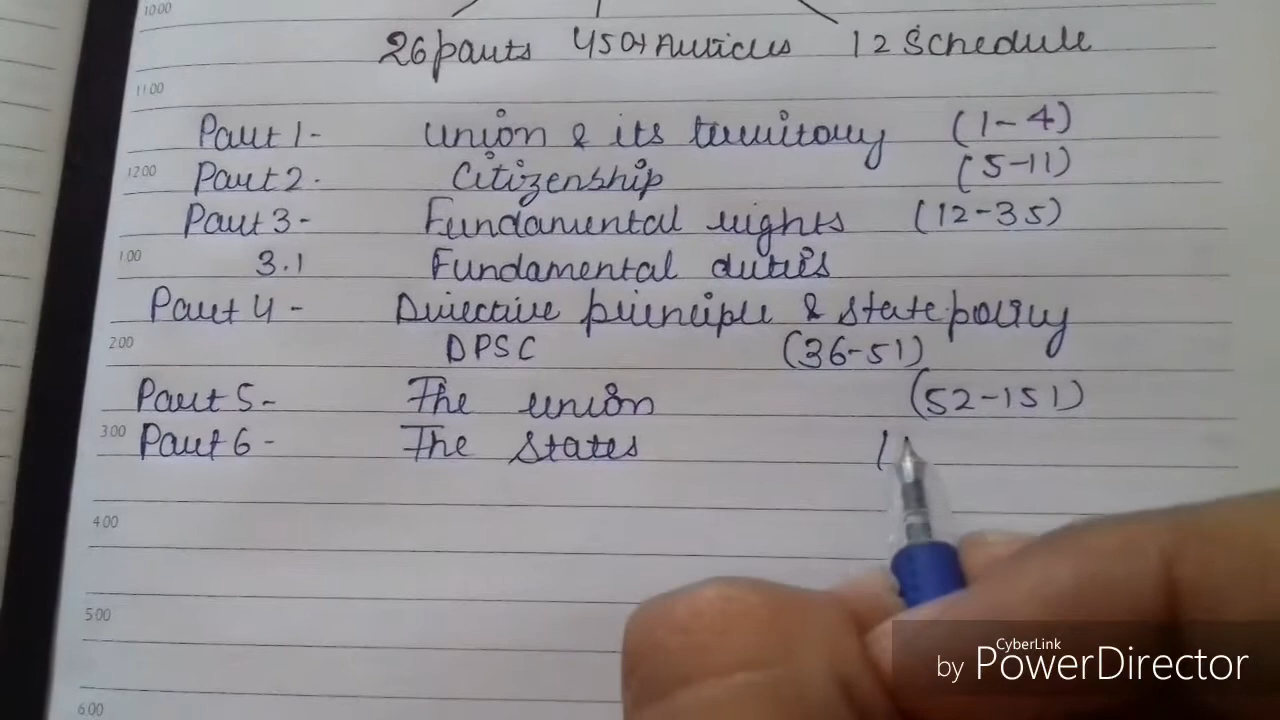 10.00
26 parts 450+ Articles 12 Schedule
11.00
Part 1- Union & its territory (1-4)
12.00 Part 2. Citizenship (5-11)
Part 3- Fundamental rights (12-35)
1.00 3.1 Fundamental duties
Part 4- Directive principle & state policy
2.00 DPSC (36-51)
Part 5- The union (52-151)
3.00 Part 6- The States (
4.00
5.00
6.00
CyberLink
by PowerDirector